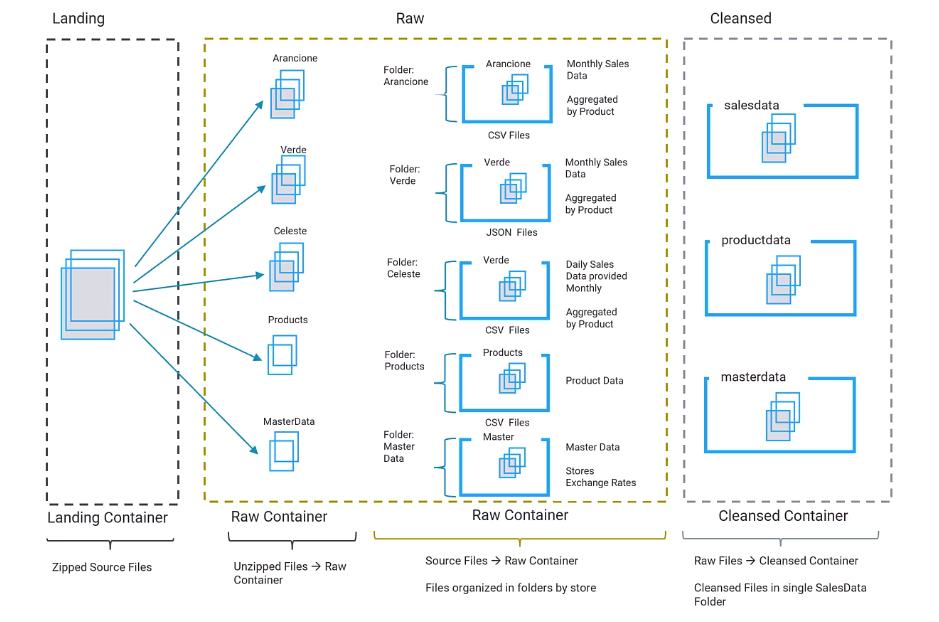 Landing
Raw
Cleansed
Arancione
Verde
Celeste
Products
MasterData
Folder:
Arancione
Arancione
Monthly Sales
Data
Aggregated
by Product
CSV Files
Folder:
Verde
Verde
Monthly Sales
Data
Aggregated
by Product
JSON Files
Folder:
Celeste
Verde
Daily Sales
Data provided
Monthly
Aggregated
by Product
CSV Files
Folder:
Products
Products
Product Data
CSV Files
Folder:
Master
Data
Master
Master Data
Stores
Exchange Rates
salesdata
productdata
masterdata
Landing Container
Raw Container
Raw Container
Cleansed Container
Zipped Source Files
Unzipped Files → Raw
Container
Source Files → Raw Container
Files organized in folders by store
Raw Files → Cleansed Container
Cleansed Files in single SalesData
Folder